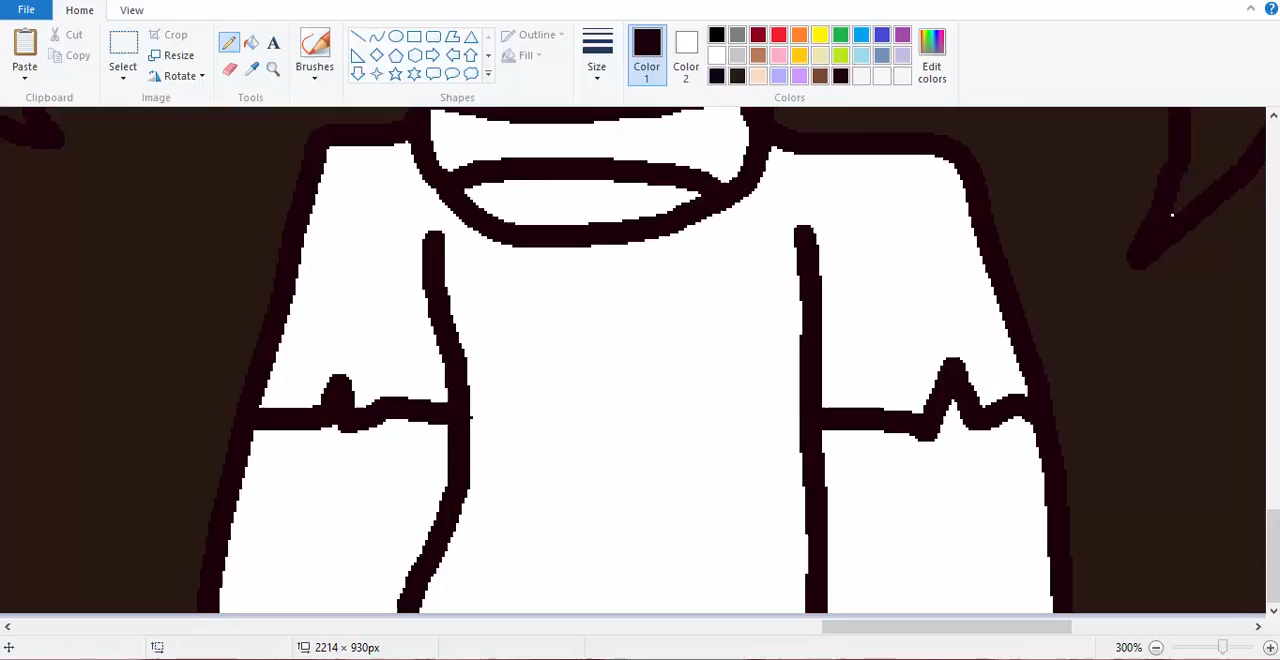 File Home View
Paste Cut Copy
Select Crop Resize Rotate
A
Brushes
Outline Fill
Size
Color 1
Color 2
Edit colors
Clipboard Image Tools Shapes Colors
2214 × 930px 300%